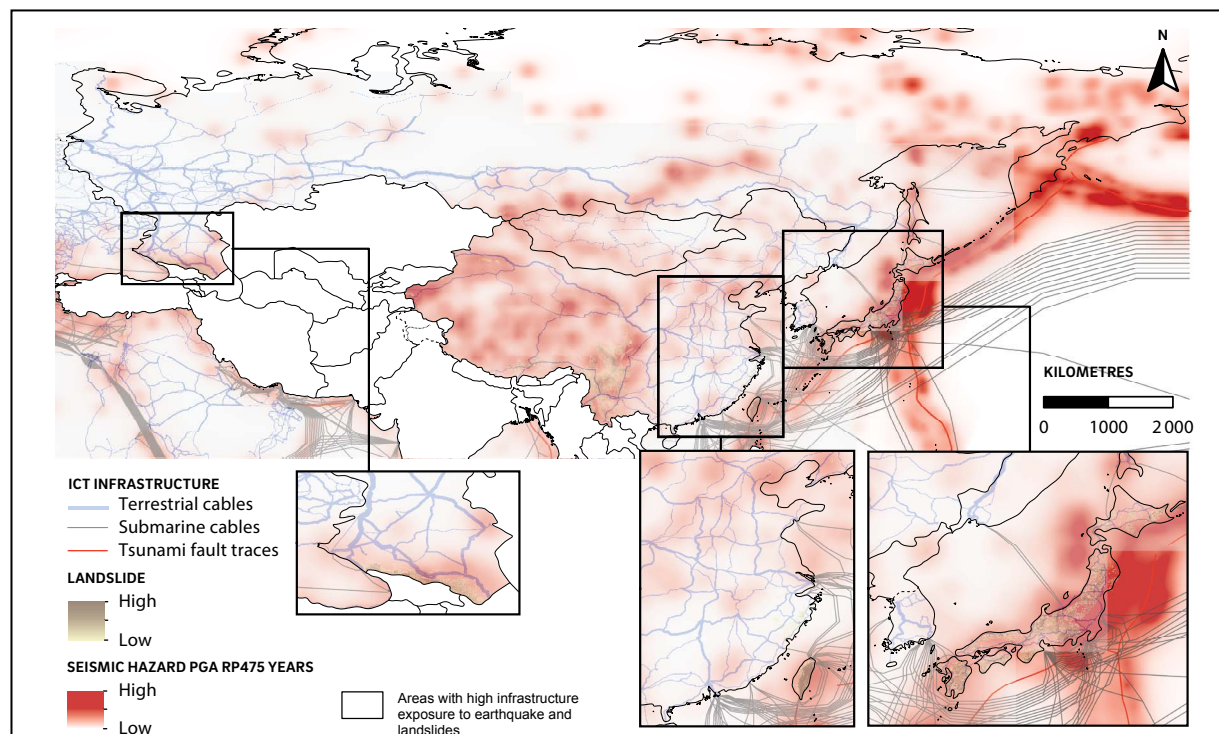 N
KILOMETRES
0 1000 2000
ICT INFRASTRUCTURE
Terrestrial cables
Submarine cables
Tsunami fault traces
LANDSLIDE
High
Low
SEISMIC HAZARD PGA RP475 YEARS
High
Low
Areas with high infrastructure
exposure to earthquake and
landslides